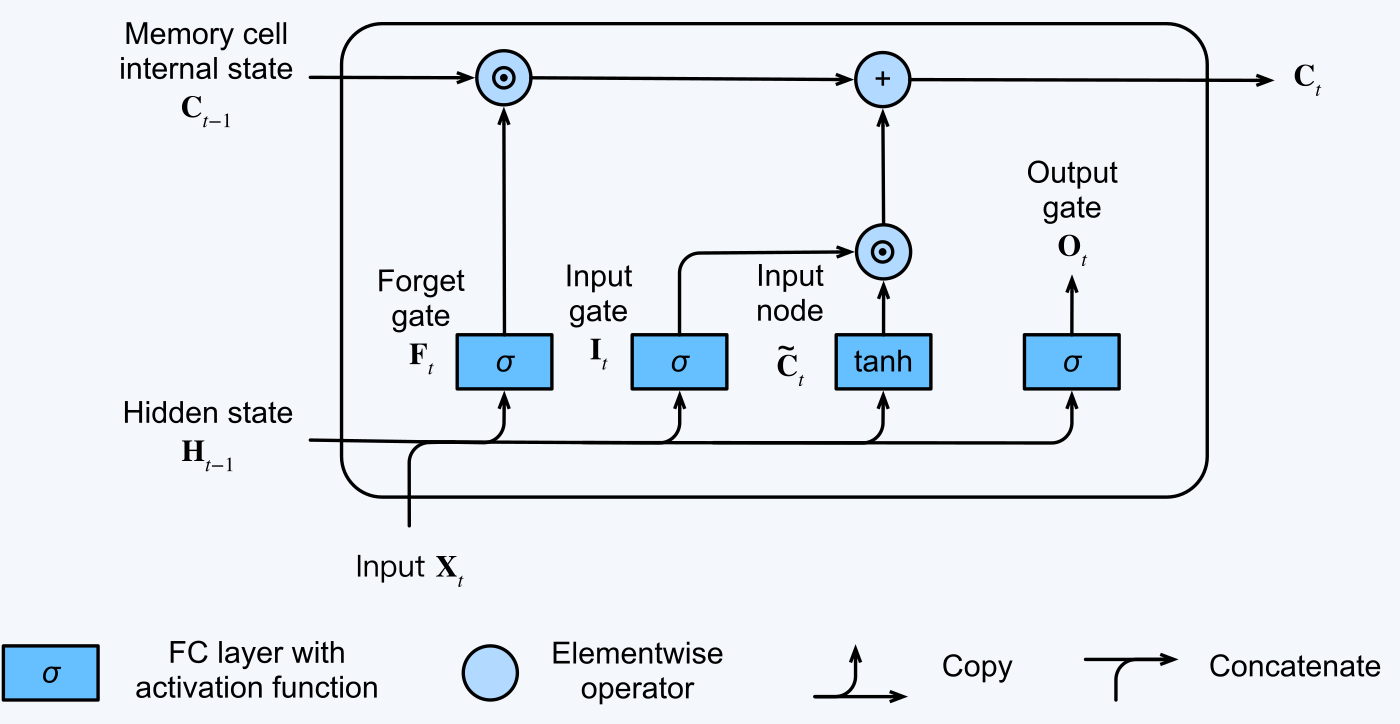 Memory cell
internal state
C_{t−1}
⊙
+
C_t
Output
gate
O_t
⊙
Forget
gate
F_t
σ
Input
gate
I_t
σ
Input
node
C̃_t
tanh
σ
Hidden state
H_{t−1}
Input X_t
σ
FC layer with
activation function
Elementwise
operator
Copy
Concatenate